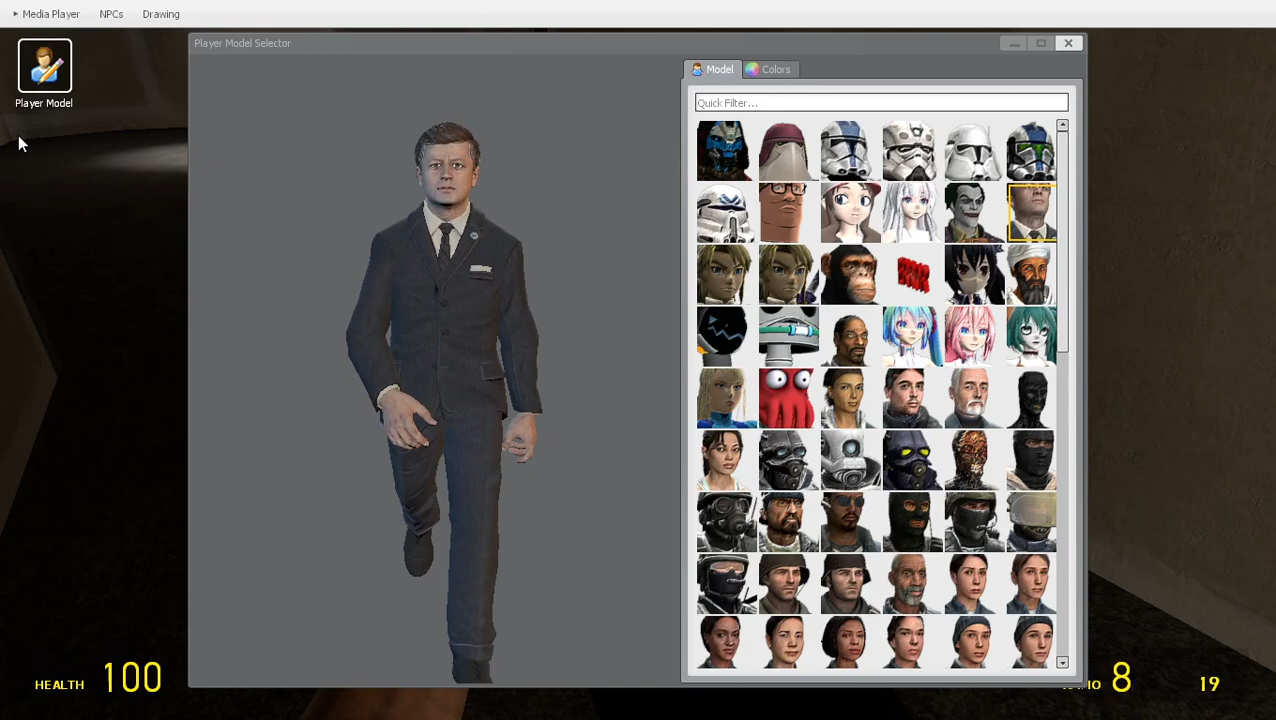 Media Player NPCs Drawing
Player Model Selector
Player Model
Model Colors
Quick Filter...
HEALTH 100
8 19